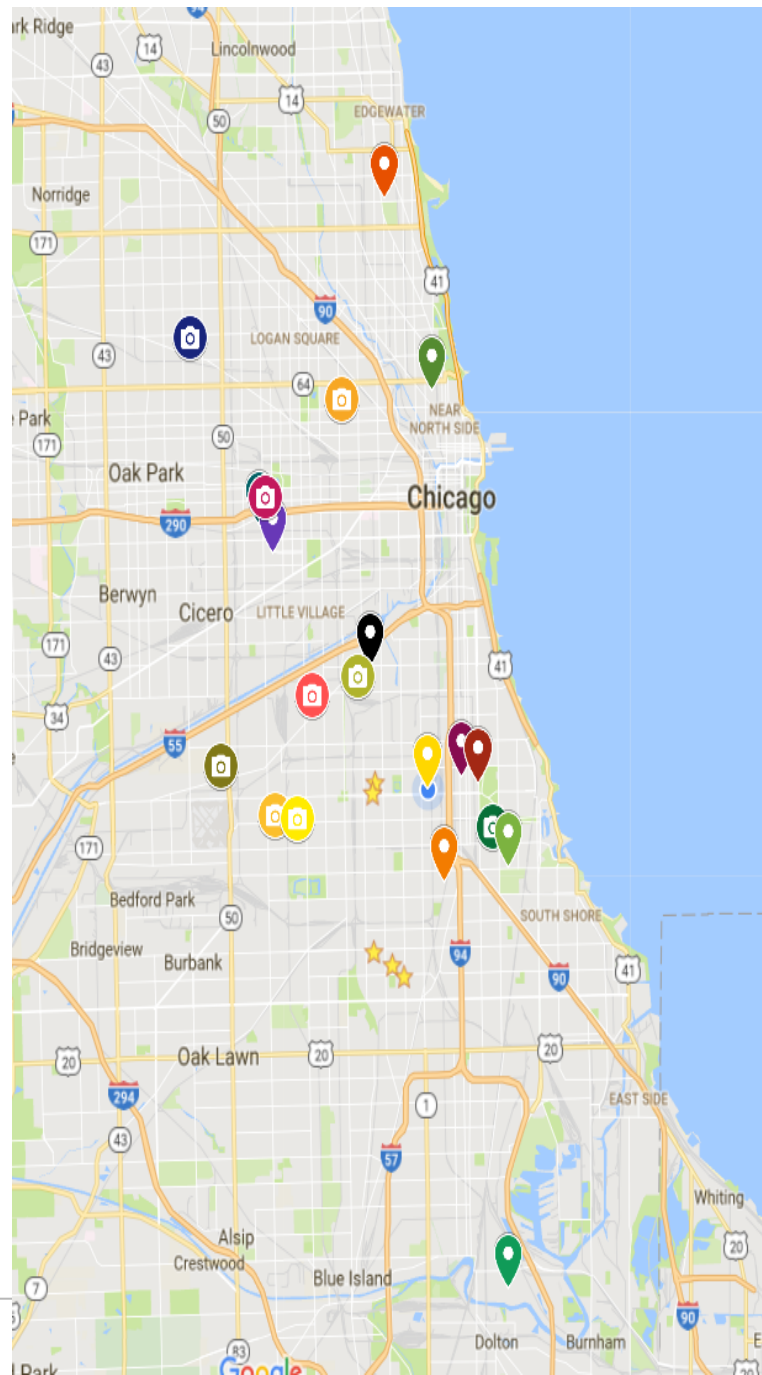 rk Ridge
14
Lincolnwood
43
14
50
EDGEWATER
Norridge
171
41
90
LOGAN SQUARE
43
64
NEAR
NORTH SIDE
Park
50
171
Oak Park
Chicago
290
Berwyn
Cicero
LITTLE VILLAGE
171
43
41
34
55
171
Bedford Park
50
SOUTH SHORE
Bridgeview
Burbank
94
90
41
20
Oak Lawn
20
20
294
1
EAST SIDE
43
57
Whiting
Alsip
20
Crestwood
Blue Island
7
90
83
Dolton
Burnham
E
Google
l Park
20